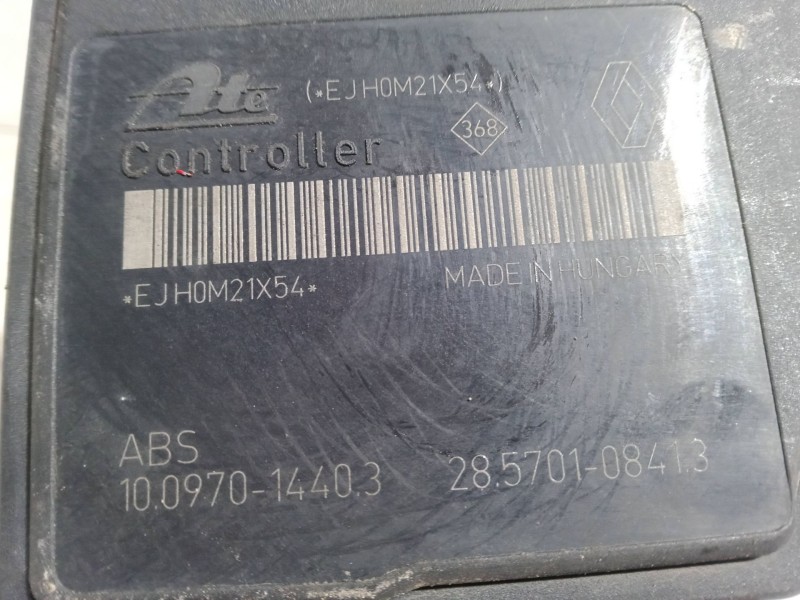 Ate (*EJH0M21X54*)
368
Controller
*EJH0M21X54* MADE IN HUNGARY
ABS
10.0970-1440.3 28.5701-0841.3